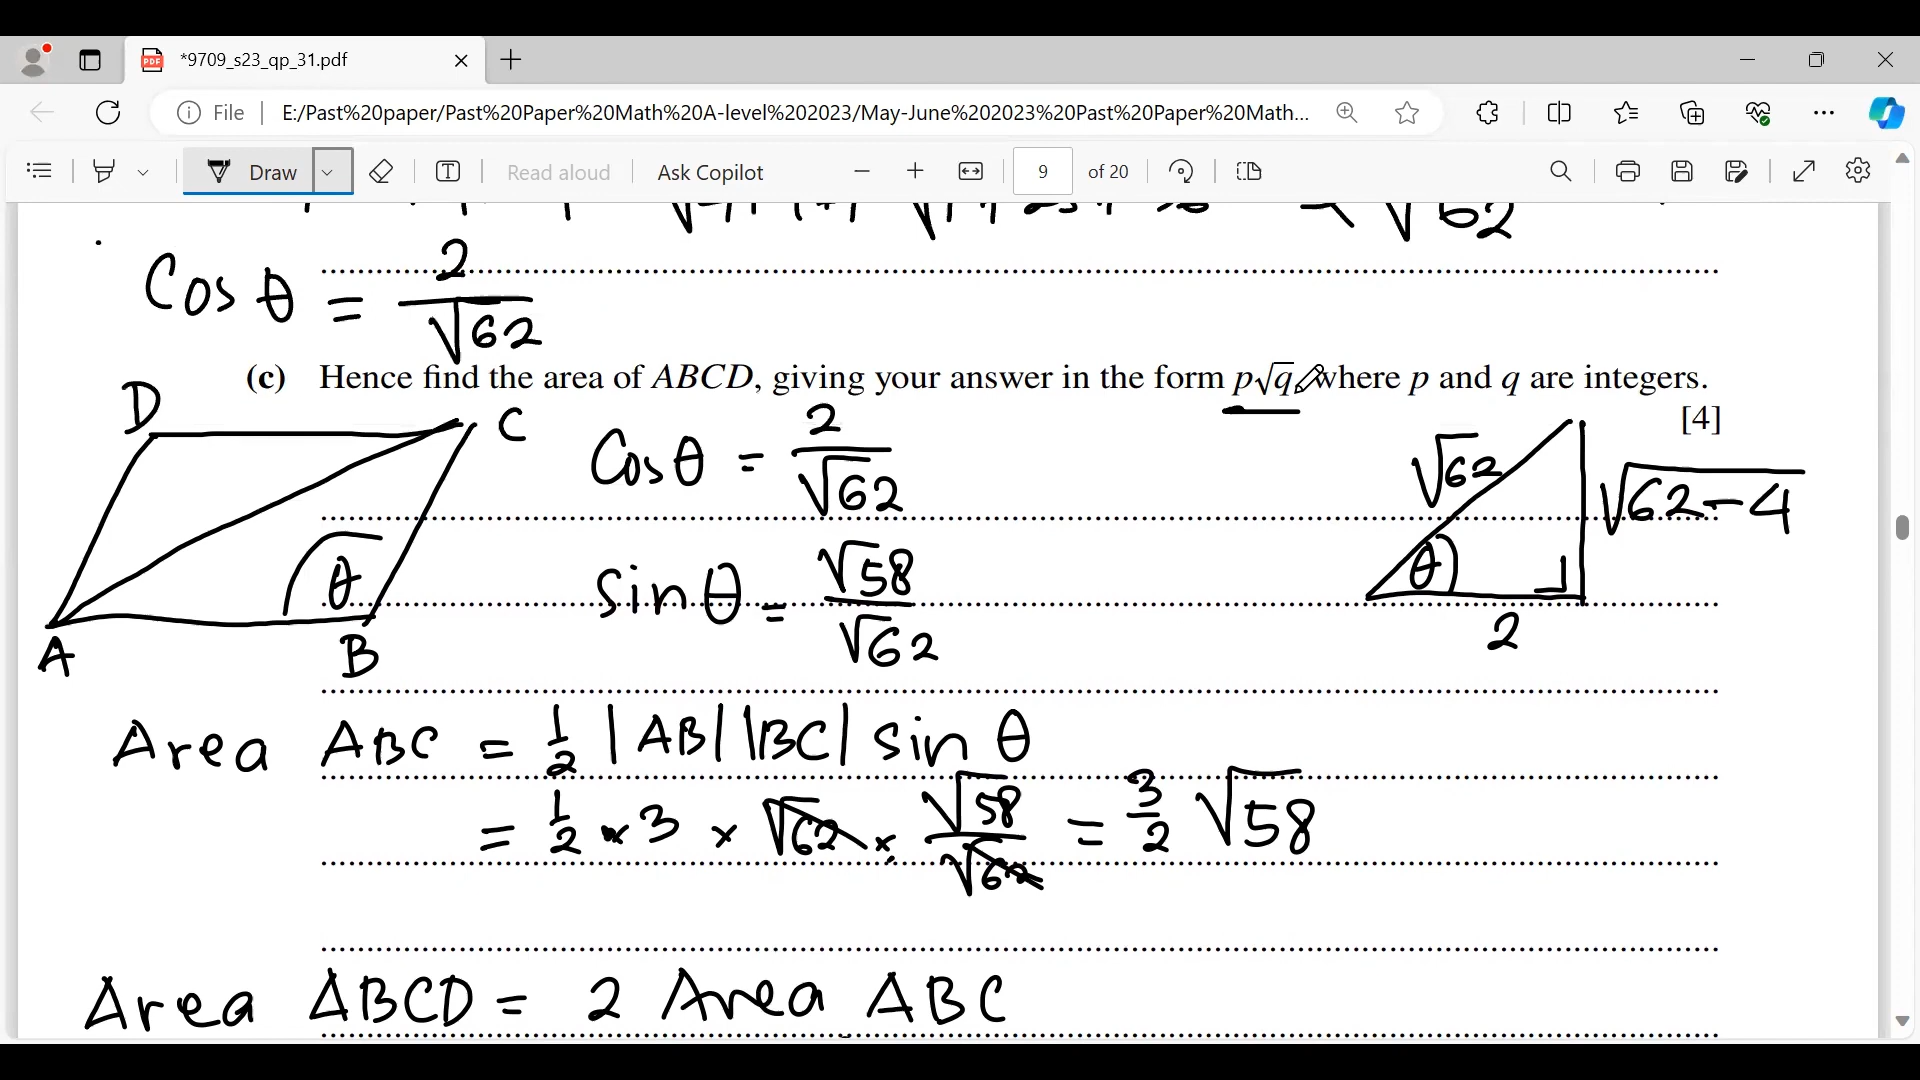 *9709_s23_qp_31.pdf
File | E:/Past%20paper/Past%20Paper%20Math%20A-level%202023/May-June%202023%20Past%20Paper%20Math...
Draw Read aloud Ask Copilot 9 of 20
√62
Cos θ = 2/√62
(c) Hence find the area of ABCD, giving your answer in the form p√q, where p and q are integers.
[4]
D C
Cosθ = 2/√62
√62 √62-4
θ θ
sinθ = √58/√62
A B 2
Area ABC = 1/2 |AB| |BC| sin θ
= 1/2 × 3 × √62 × √58/√62 = 3/2 √58
Area ABCD = 2 Area ABC